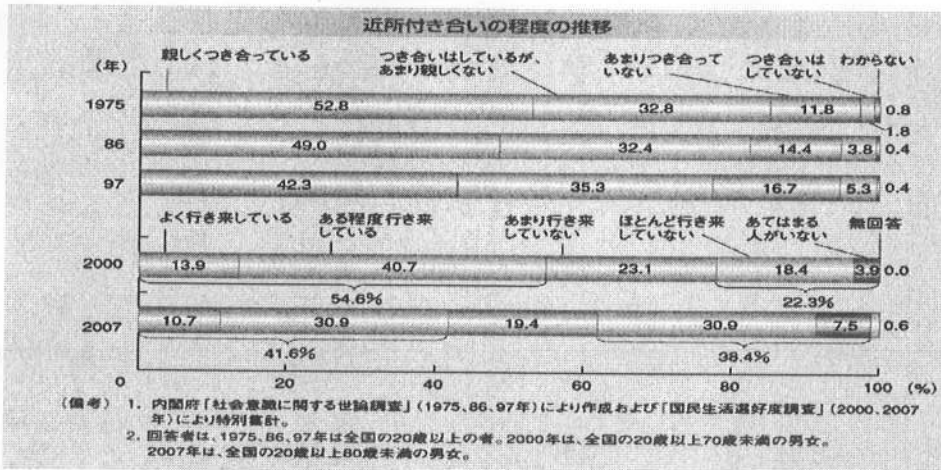 近所付き合いの程度の推移
親しくつき合っている つき合いはしているが、 あまりつき合って つき合いは わからない
(年) あまり親しくない いない していない
1975 52.8 32.8 11.8 0.8
1.8
86 49.0 32.4 14.4 3.8 0.4
97 42.3 35.3 16.7 5.3 0.4
よく行き来している ある程度行き来 あまり行き来 ほとんど行き来 あてはまる 無回答
している していない していない 人がいない
2000 13.9 40.7 23.1 18.4 3.9 0.0
54.6% 22.3%
2007 10.7 30.9 19.4 30.9 7.5 0.6
41.6% 38.4%
0 20 40 60 80 100 (%)
(備考) 1. 内閣府「社会意識に関する世論調査」(1975、86、97年)により作成および「国民生活選好度調査」(2000、2007
年)により特別集計。
2. 回答者は、1975、86、97年は全国の20歳以上の者。2000年は、全国の20歳以上70歳未満の男女。
2007年は、全国の20歳以上80歳未満の男女。